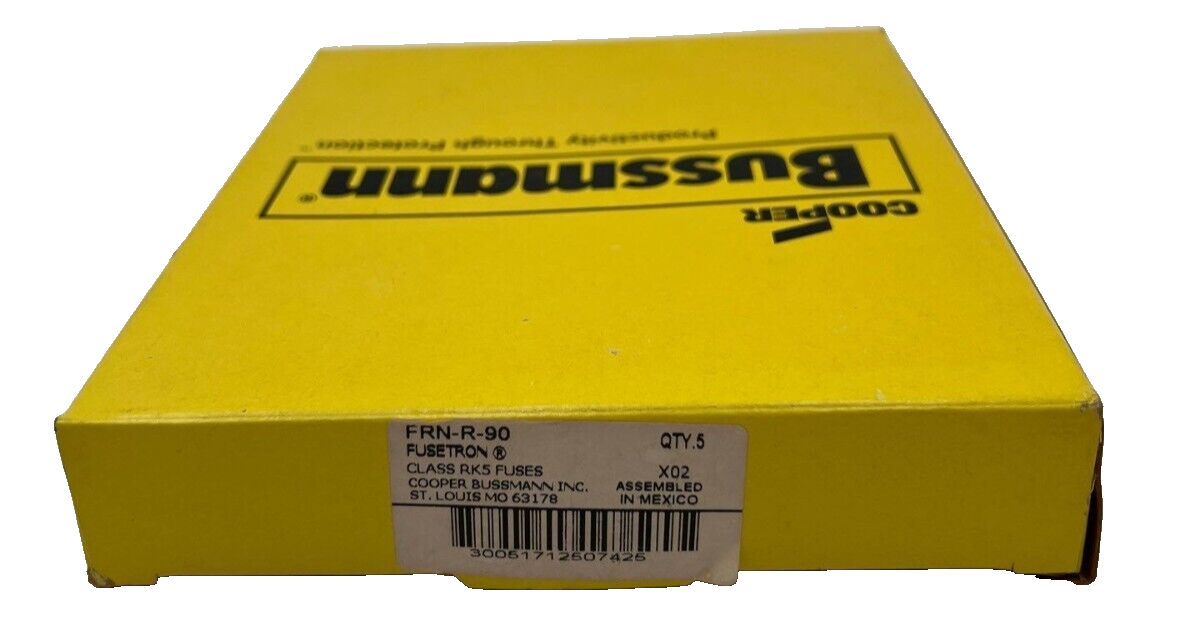 Productivity Through Protection™
Bussmann®
COOPER
FRN-R-90
QTY.5
FUSETRON ®
CLASS RK5 FUSES
X02
COOPER BUSSMANN INC.
ASSEMBLED
ST. LOUIS MO 63178
IN MEXICO
30051712507425